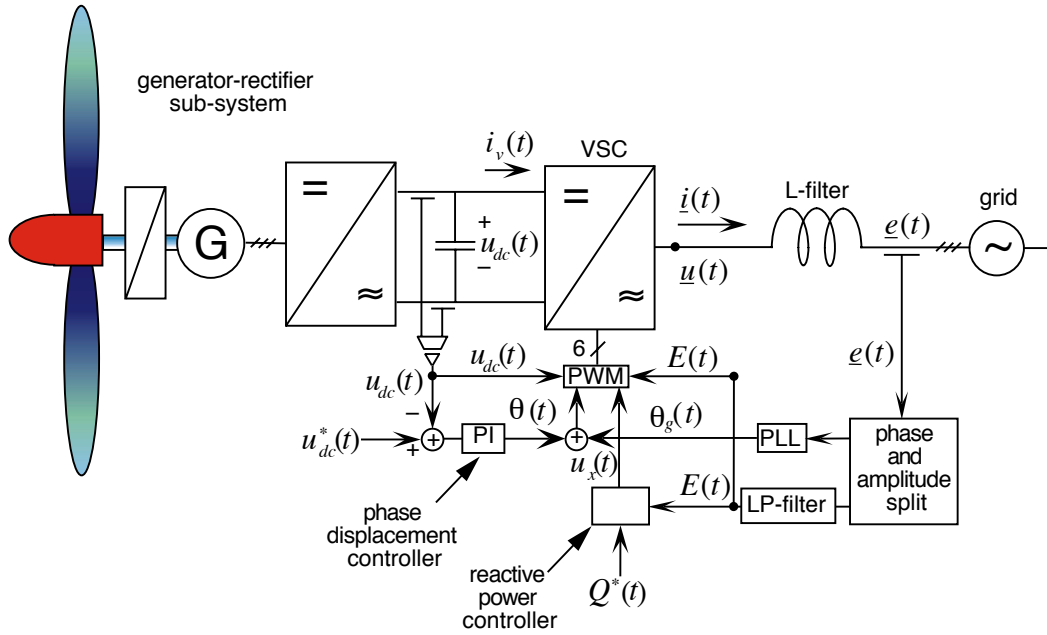 generator-rectifier
sub-system
i_v(t)
VSC
L-filter
grid
=
=
i(t)
e(t)
G
+
u_dc(t)
−
~
u(t)
≈
≈
6
e(t)
u_dc(t)
u_dc(t)
PWM
E(t)
−
θ(t)
θ_g(t)
u*_dc(t)
+
+
PI
+
PLL
phase
and
amplitude
split
u_x(t)
E(t)
LP-filter
phase
displacement
controller
reactive
power
controller
Q*(t)